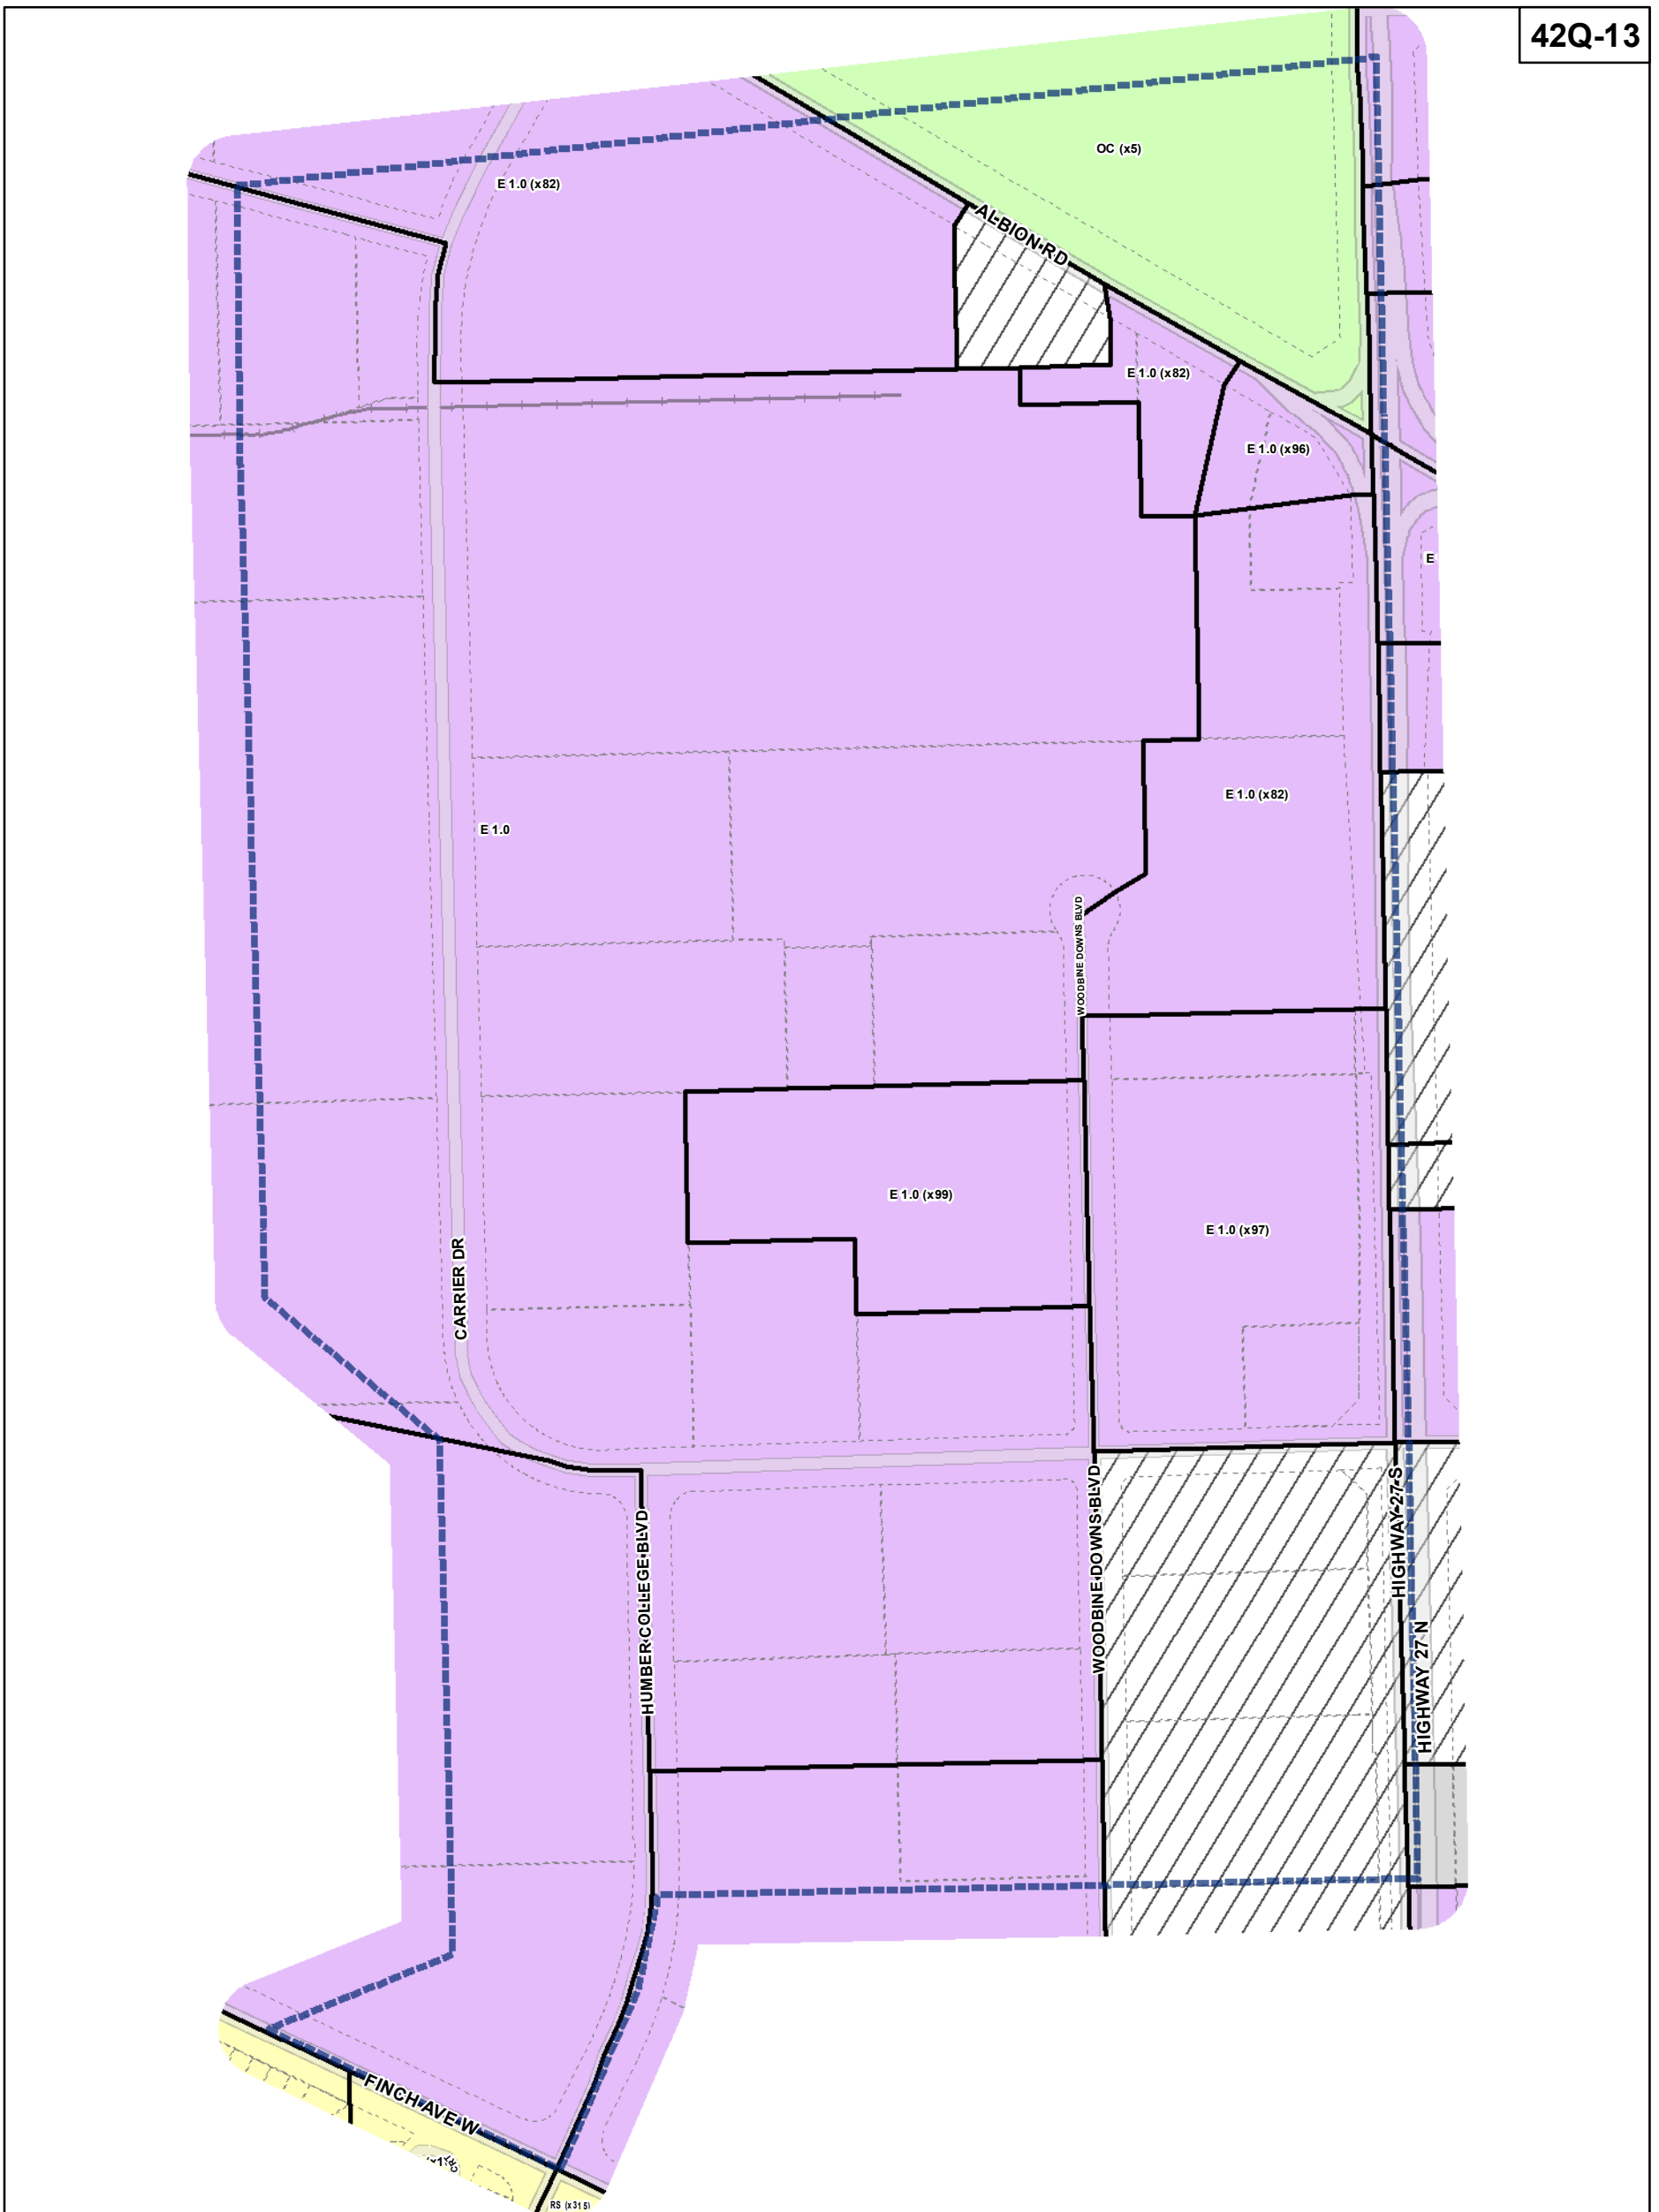 42Q-13
OC (x5)
E 1.0 (x82)
ALBION RD
E 1.0 (x82)
E 1.0 (x96)
E
E 1.0 (x82)
E 1.0
WOODBINE DOWNS BLVD
E 1.0 (x99)
E 1.0 (x97)
CARRIER DR
WOODBINE DOWNS BLVD
HIGHWAY 27 S
HUMBER COLLEGE BLVD
HIGHWAY 27 N
FINCH AVE W
RS (x315)